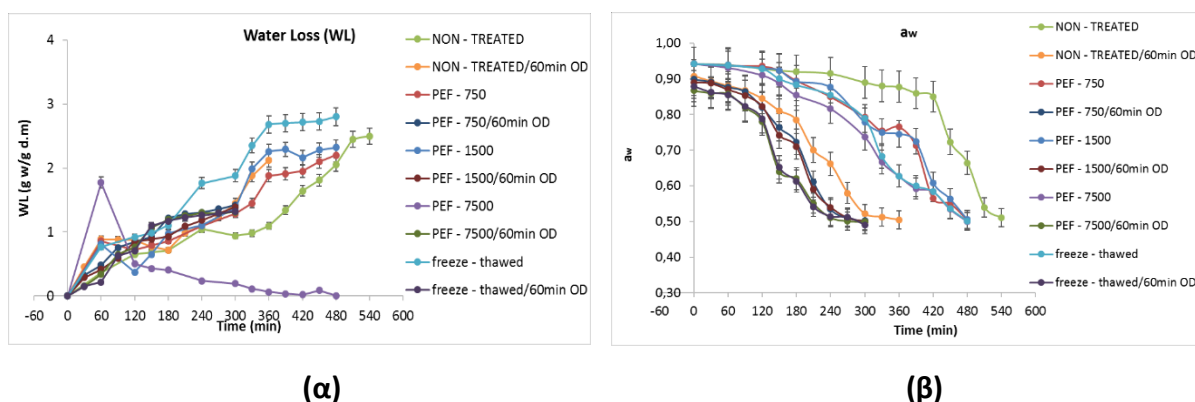 Water Loss (WL)
WL (g w/g d.m)
4
3
2
1
0
-60 0 60 120 180 240 300 360 420 480 540 600
Time (min)
NON - TREATED
NON - TREATED/60min OD
PEF - 750
PEF - 750/60min OD
PEF - 1500
PEF - 1500/60min OD
PEF - 7500
PEF - 7500/60min OD
freeze - thawed
freeze - thawed/60min OD
(α)
aw
aw
1,00
0,90
0,80
0,70
0,60
0,50
0,40
0,30
-60 0 60 120 180 240 300 360 420 480 540 600
Time (min)
NON - TREATED
NON - TREATED/60min OD
PEF - 750
PEF - 750/60min OD
PEF - 1500
PEF - 1500/60min OD
PEF - 7500
PEF - 7500/60min OD
freeze - thawed
freeze - thawed/60min OD
(β)